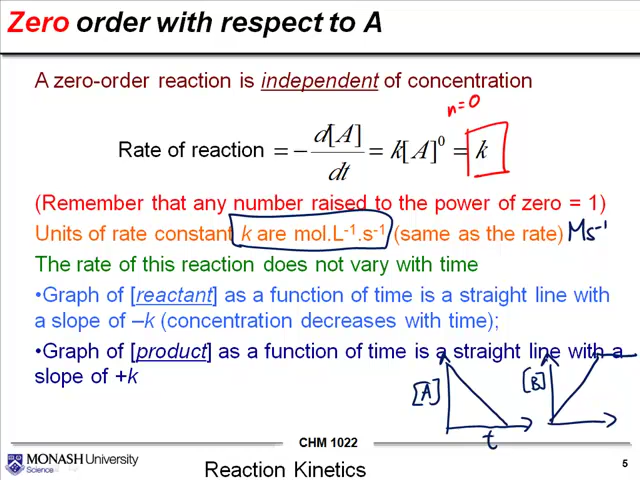 Zero order with respect to A
A zero-order reaction is independent of concentration
n=0
Rate of reaction = − d[A]/dt = k[A]⁰ = k
(Remember that any number raised to the power of zero = 1)
Units of rate constant k are mol.L⁻¹.s⁻¹ (same as the rate) Ms⁻¹
The rate of this reaction does not vary with time
•Graph of [reactant] as a function of time is a straight line with
a slope of –k (concentration decreases with time);
•Graph of [product] as a function of time is a straight line with a
slope of +k
[A] [B]
t
CHM 1022
MONASH University
Science
Reaction Kinetics
5